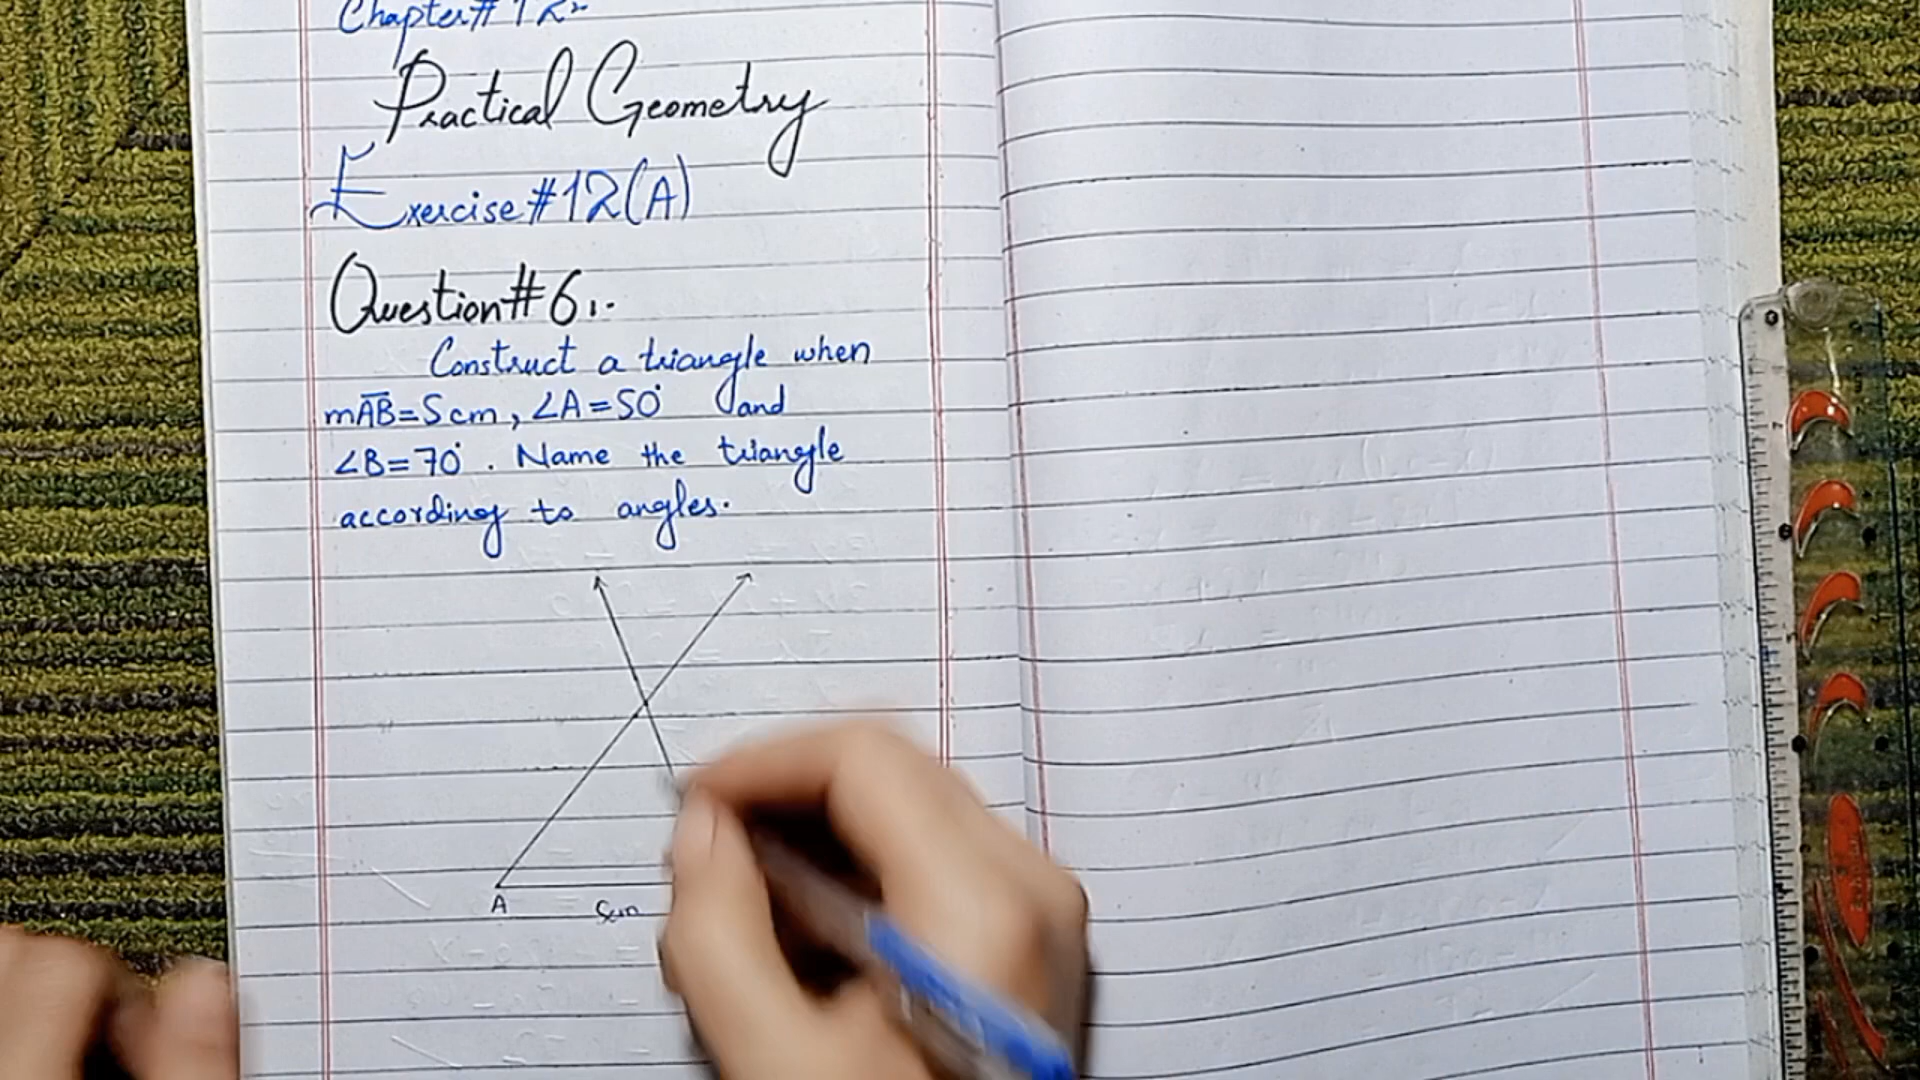 Chapter#12:-
Practical Geometry
Exercise#12(A)
Question#6:-
Construct a triangle when
mAB=5cm, ∠A=50° and
∠B=70°. Name the triangle
according to angles.
A 5cm